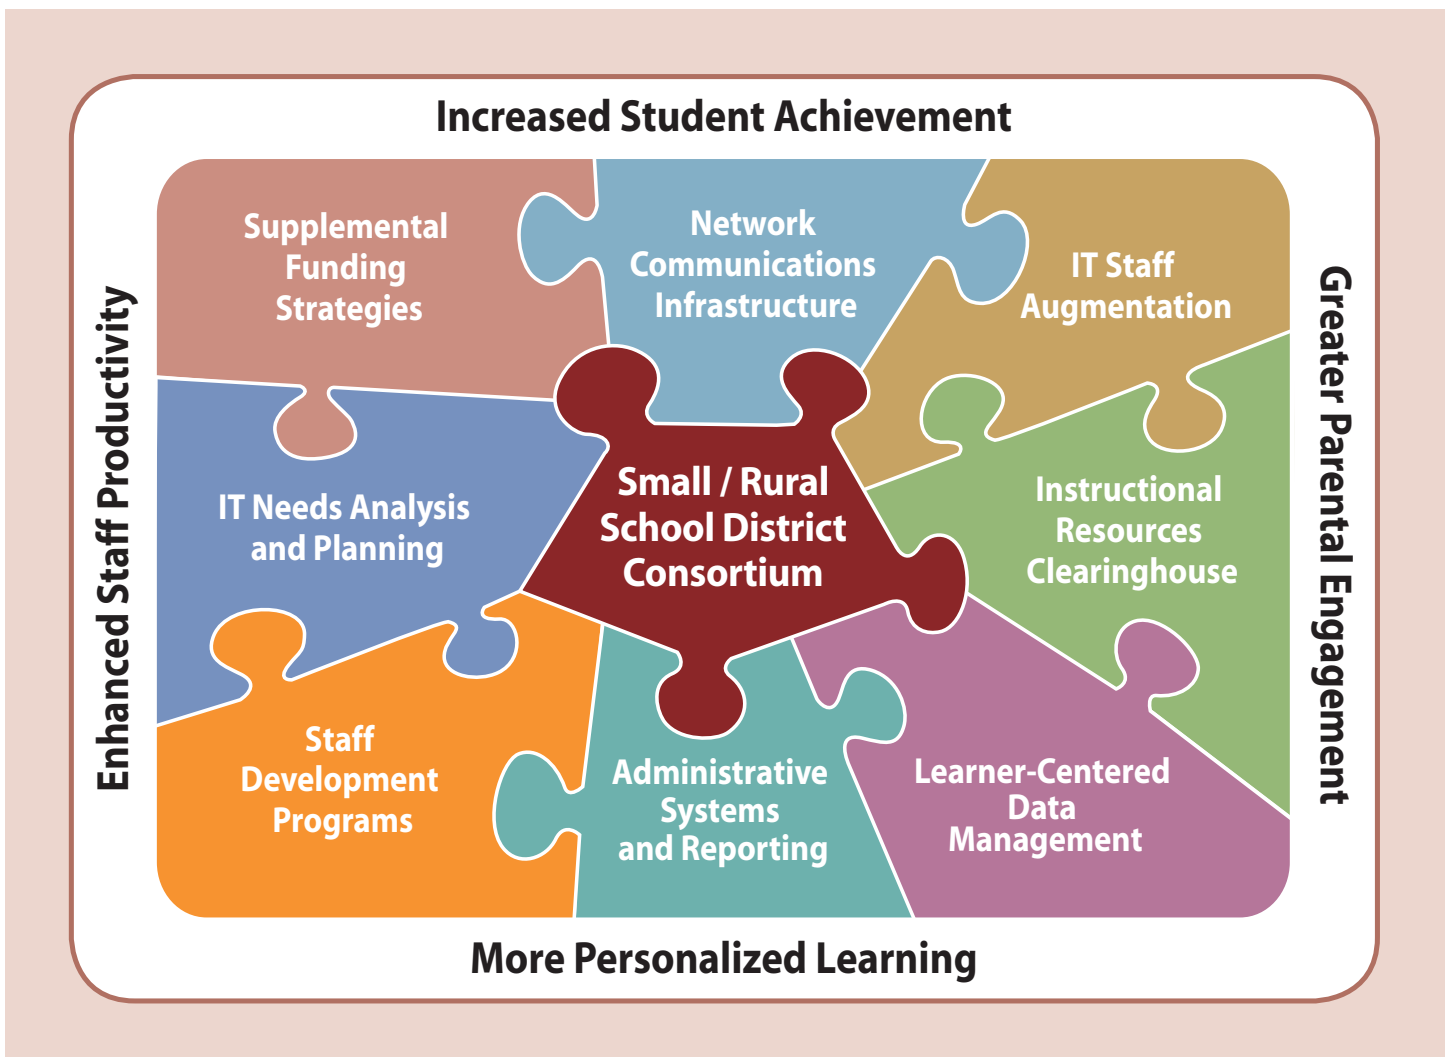 Increased Student Achievement
Supplemental
Funding
Strategies
Network
Communications
Infrastructure
IT Staff
Augmentation
Enhanced Staff Productivity
IT Needs Analysis
and Planning
Small / Rural
School District
Consortium
Instructional
Resources
Clearinghouse
Greater Parental Engagement
Staff
Development
Programs
Administrative
Systems
and Reporting
Learner-Centered
Data
Management
More Personalized Learning